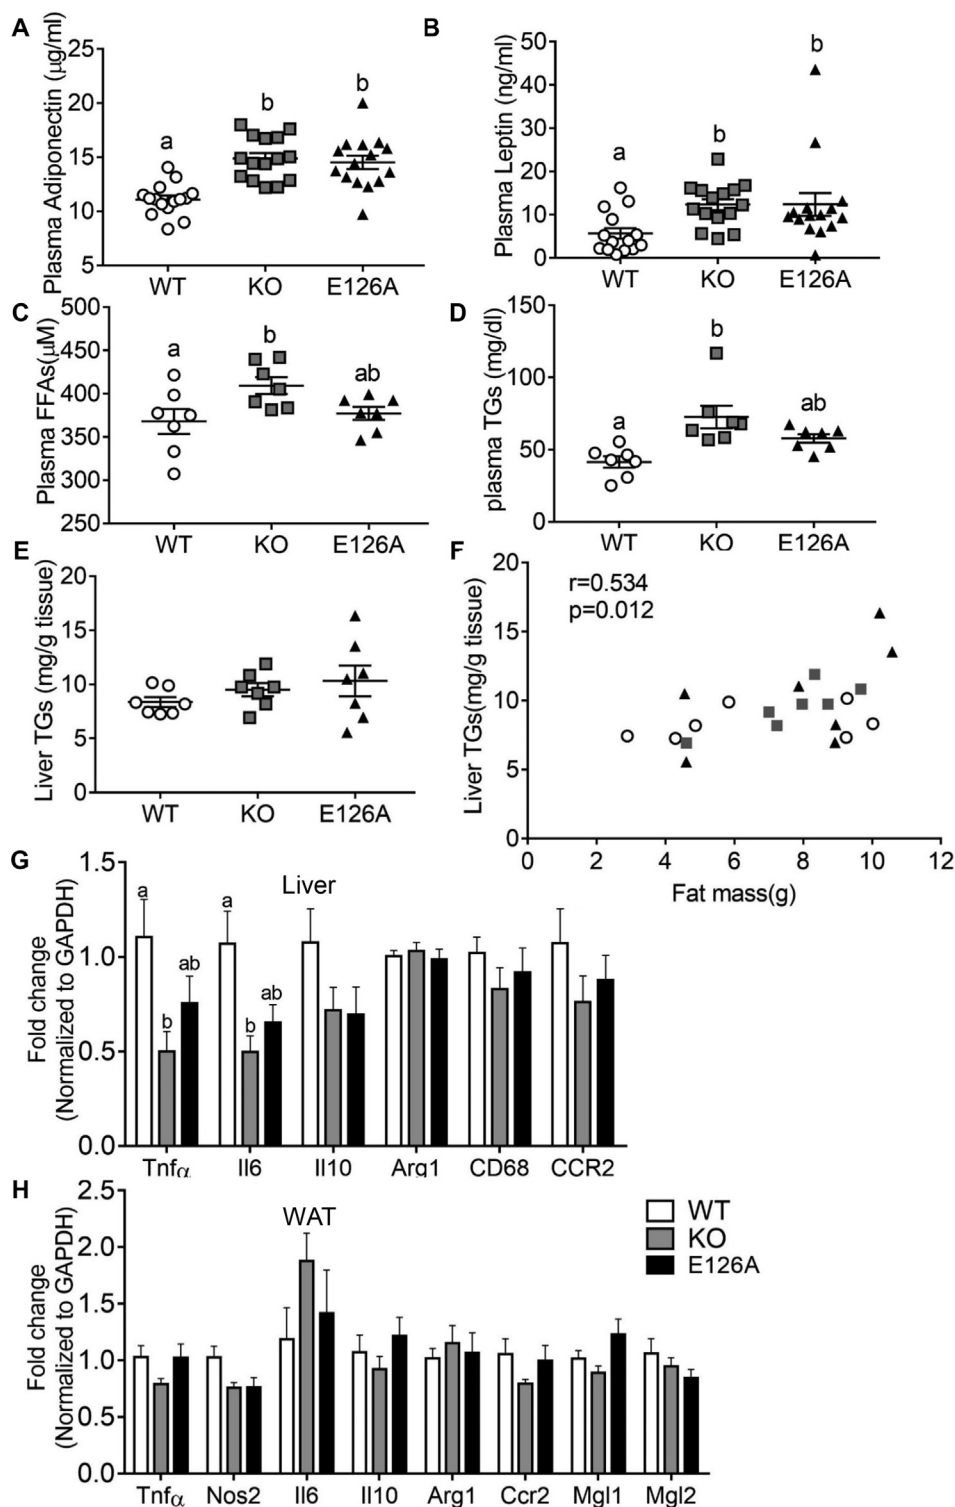 A
Plasma Adiponectin (μg/ml)
25
20
15
10
5
a
b
b
WT
KO
E126A
B
Plasma Leptin (ng/ml)
50
40
30
20
10
0
a
b
b
WT
KO
E126A
C
Plasma FFAs(μM)
500
450
400
350
300
250
a
b
ab
WT
KO
E126A
D
plasma TGs (mg/dl)
150
100
50
0
a
b
ab
WT
KO
E126A
E
Liver TGs (mg/g tissue)
20
15
10
5
0
WT
KO
E126A
F
Liver TGs(mg/g tissue)
20
15
10
5
0
r=0.534
p=0.012
0
2
4
6
8
10
12
Fat mass(g)
G
Fold change
(Normalized to GAPDH)
1.5
1.0
0.5
0.0
Liver
a
b
ab
a
b
ab
Tnfα
Il6
Il10
Arg1
CD68
CCR2
H
Fold change
(Normalized to GAPDH)
2.5
2.0
1.5
1.0
0.5
0.0
WAT
WT
KO
E126A
Tnfα
Nos2
Il6
Il10
Arg1
Ccr2
Mgl1
Mgl2